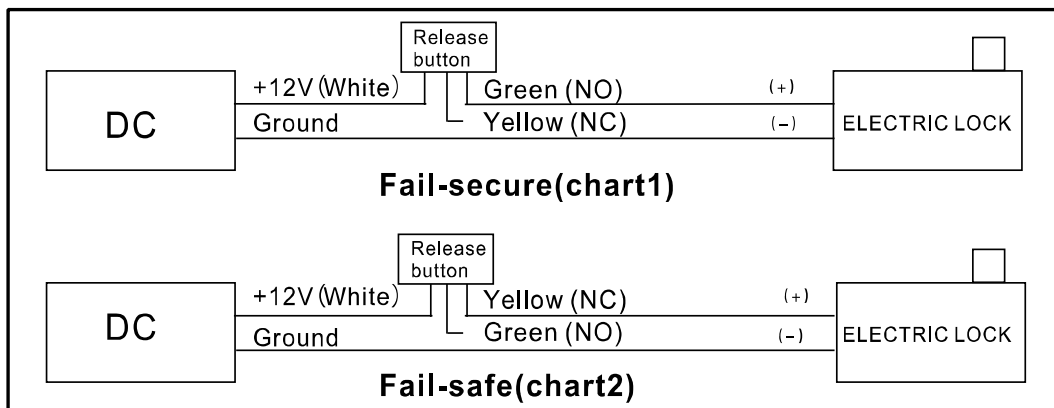 Release
button
+12V(White)
Green (NO)
(+)
DC
Ground
Yellow (NC)
(-)
ELECTRIC LOCK
Fail-secure(chart1)
Release
button
+12V(White)
Yellow (NC)
(+)
DC
Ground
Green (NO)
(-)
ELECTRIC LOCK
Fail-safe(chart2)